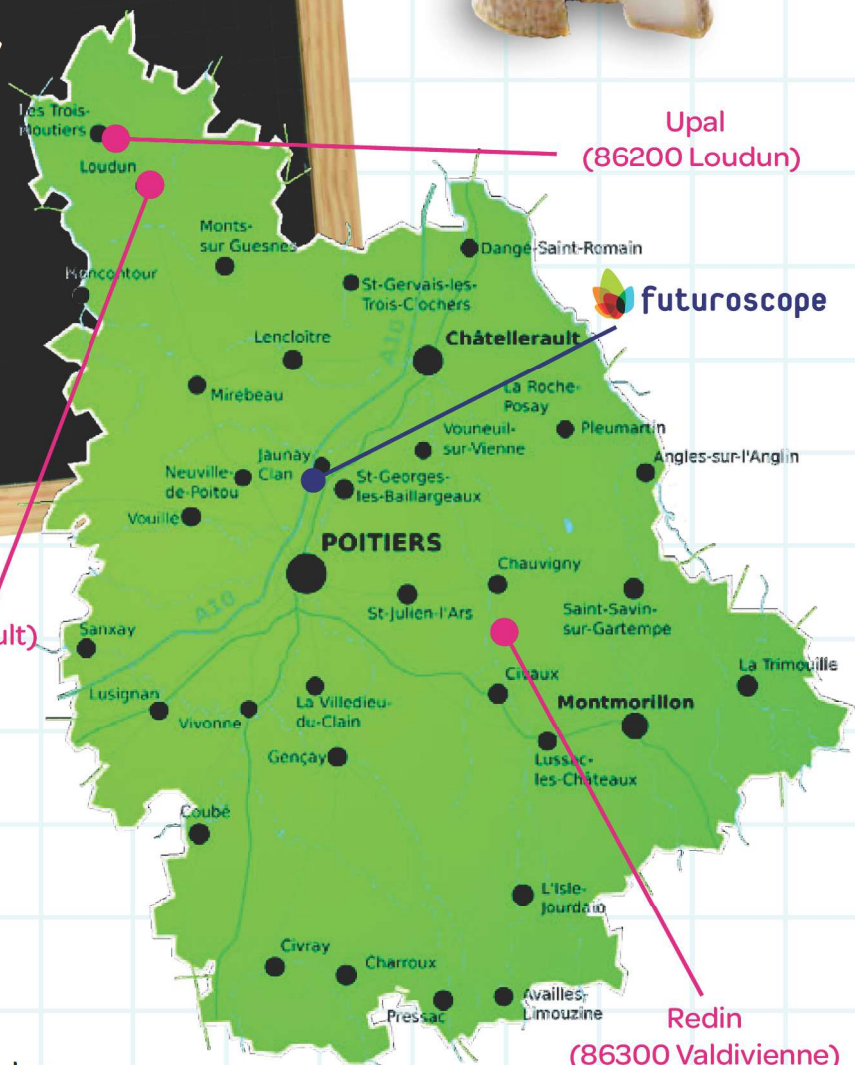 Les Trois-
Moutiers
Upal
(86200 Loudun)
Loudun
Monts-
sur Guesnes
Dangé-Saint-Romain
Moncontour
St-Gervais-les-
Trois-Clochers
futuroscope
Lencloître
A10
Châtellerault
Mirebeau
La Roche-
Posay
Vouneuil-
sur-Vienne
Pleumartin
Jaunay
Clan
Angles-sur-l'Anglin
Neuville-
de-Poitou
St-Georges-
les-Baillargeaux
Vouillé
POITIERS
Chauvigny
A10
St-Julien-l'Ars
Saint-Savin-
sur-Gartempe
ult)
Sanxay
Civaux
La Trimouille
Lusignan
Vivonne
La Villedieu-
du-Clain
Montmorillon
Gençay
Lussac-
les-Châteaux
Couhé
L'Isle-
Jourdain
Civray
Charroux
Pressac
Availles-
Limouzine
Redin
(86300 Valdivienne)